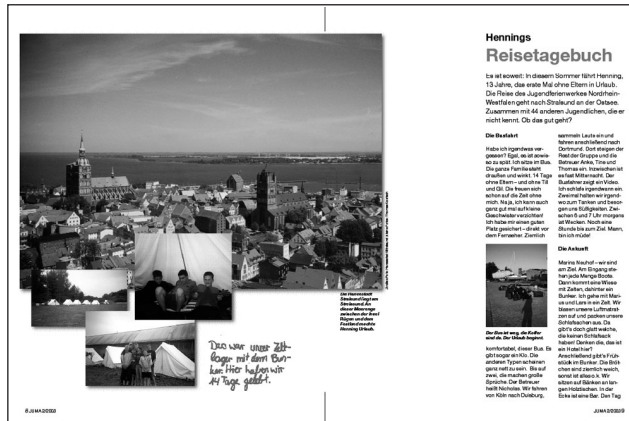 Hennings
Reisetagebuch
Es ist soweit: In diesem Sommer fährt Henning,
13 Jahre, das erste Mal ohne Eltern in Urlaub.
Die Reise des Jugendferienwerkes Nordrhein-
Westfalen geht nach Stralsund an der Ostsee.
Zusammen mit 44 anderen Jugendlichen, die er
nicht kennt. Ob das gut geht?
Die Busfahrt
Habe ich irgendwas ver-
gessen? Egal, es ist sowie-
so zu spät. Ich sitze im Bus.
Die ganze Familie steht
draußen und winkt. 14 Tage
ohne Eltern – und ohne Till
und Gil. Die freuen sich
schon auf die Zeit ohne
mich. Na ja, ich kann auch
ganz gut mal auf kleine
Geschwister verzichten!
Ich habe mir einen guten
Platz gesichert – direkt vor
dem Fernseher. Ziemlich
Der Bus ist weg, die Koffer
sind da. Der Urlaub beginnt.
komfortabel, dieser Bus. Es
gibt sogar ein Klo. Die
anderen Typen scheinen
ganz nett zu sein. Bis auf
zwei, die machen große
Sprüche. Der Betreuer
heißt Nicholas. Wir fahren
von Köln nach Duisburg,
sammeln Leute ein und
fahren anschließend nach
Dortmund. Dort steigen der
Rest der Gruppe und die
Betreuer Anke, Tine und
Thomas ein. Inzwischen ist
es fast Mitternacht. Der
Busfahrer zeigt ein Video.
Ich schlafe irgendwann ein.
Zweimal halten wir irgend-
wo zum Tanken und besor-
gen uns Süßigkeiten. Zwi-
schen 6 und 7 Uhr morgens
ist Wecken. Noch eine
Stunde bis zum Ziel. Mann,
bin ich müde!
Die Ankunft
Marina Neuhof – wir sind
am Ziel. Am Eingang ste-
hen jede Menge Boote.
Dann kommt eine Wiese
mit Zelten, dahinter ein
Bunker. Ich gehe mit Mari-
us und Lars in ein Zelt. Wir
blasen unsere Luftmatrat-
zen auf und packen unsere
Schlafsachen aus. Da
gibt's doch glatt welche,
die keinen Schlafsack
haben! Denken die, das ist
ein Hotel hier?
Anschließend gibt's Früh-
stück im Bunker. Die Bröt-
chen sind ziemlich weich,
sonst ist alles o.k. Wir
sitzen auf Bänken an lan-
gen Holztischen. In der
Ecke ist eine Bar. Den Tag
Die Hansestadt
Stralsund liegt am
Strelasund. An
dieser Meerenge
zwischen der Insel
Rügen und dem
Festland machte
Henning Urlaub.
Das war unser Zelt-
lager mit dem Bun-
ker. Hier haben wir
14 Tage gelebt.
8 JUMA 2/2003
JUMA 2/2003 9